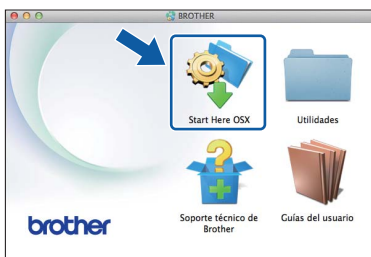 BROTHER
Start Here OSX
Utilidades
Soporte técnico de
Brother
Guías del usuario
brother